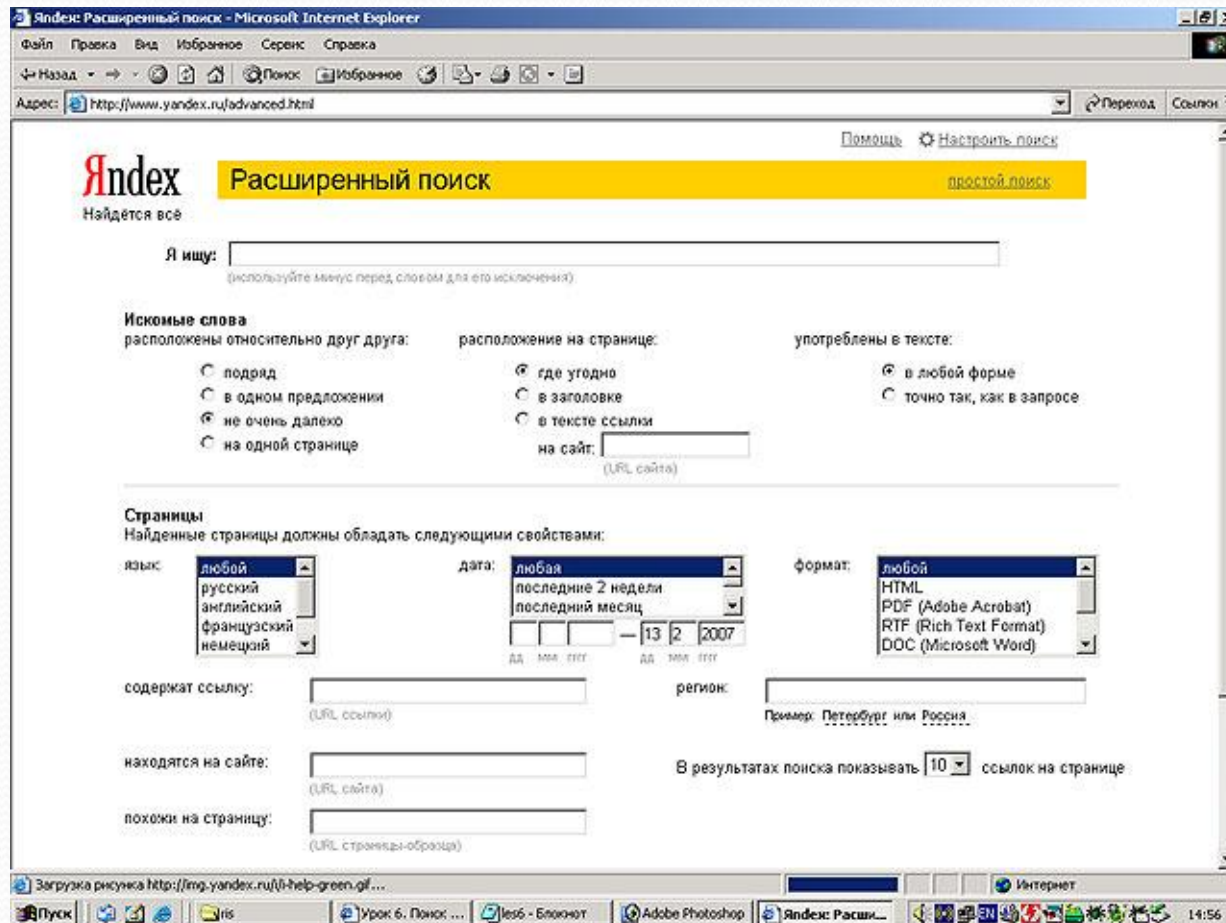 Яndex: Расширенный поиск - Microsoft Internet Explorer
Файл Правка Вид Избранное Сервис Справка
Назад Поиск Избранное
Адрес: http://www.yandex.ru/advanced.html Переход Ссылки
Помощь Настроить поиск
Яndex Расширенный поиск простой поиск
Найдётся всё
Я ищу:
(используйте минус перед словом для его исключения)
Искомые слова
расположены относительно друг друга: расположение на странице: употреблены в тексте:
подряд где угодно в любой форме
в одном предложении в заголовке точно так, как в запросе
не очень далеко в тексте ссылки
на одной странице на сайт:
(URL сайта)
Страницы
Найденные страницы должны обладать следующими свойствами:
язык: любой дата: любая формат: любой
русский последние 2 недели HTML
английский последний месяц PDF (Adobe Acrobat)
французский — 13 2 2007 RTF (Rich Text Format)
немецкий дд мм гггг дд мм гггг DOC (Microsoft Word)
содержат ссылку: регион:
(URL ссылки) Пример: Петербург или Россия
находятся на сайте: В результатах поиска показывать 10 ссылок на странице
(URL сайта)
похожи на страницу:
(URL страницы-образца)
Загрузка рисунка http://img.yandex.ru/i/i-help-green.gif... Интернет
Пуск ris Урок 6. Поиск ... les6 - Блокнот Adobe Photoshop Яndex: Расши... EN 14:56